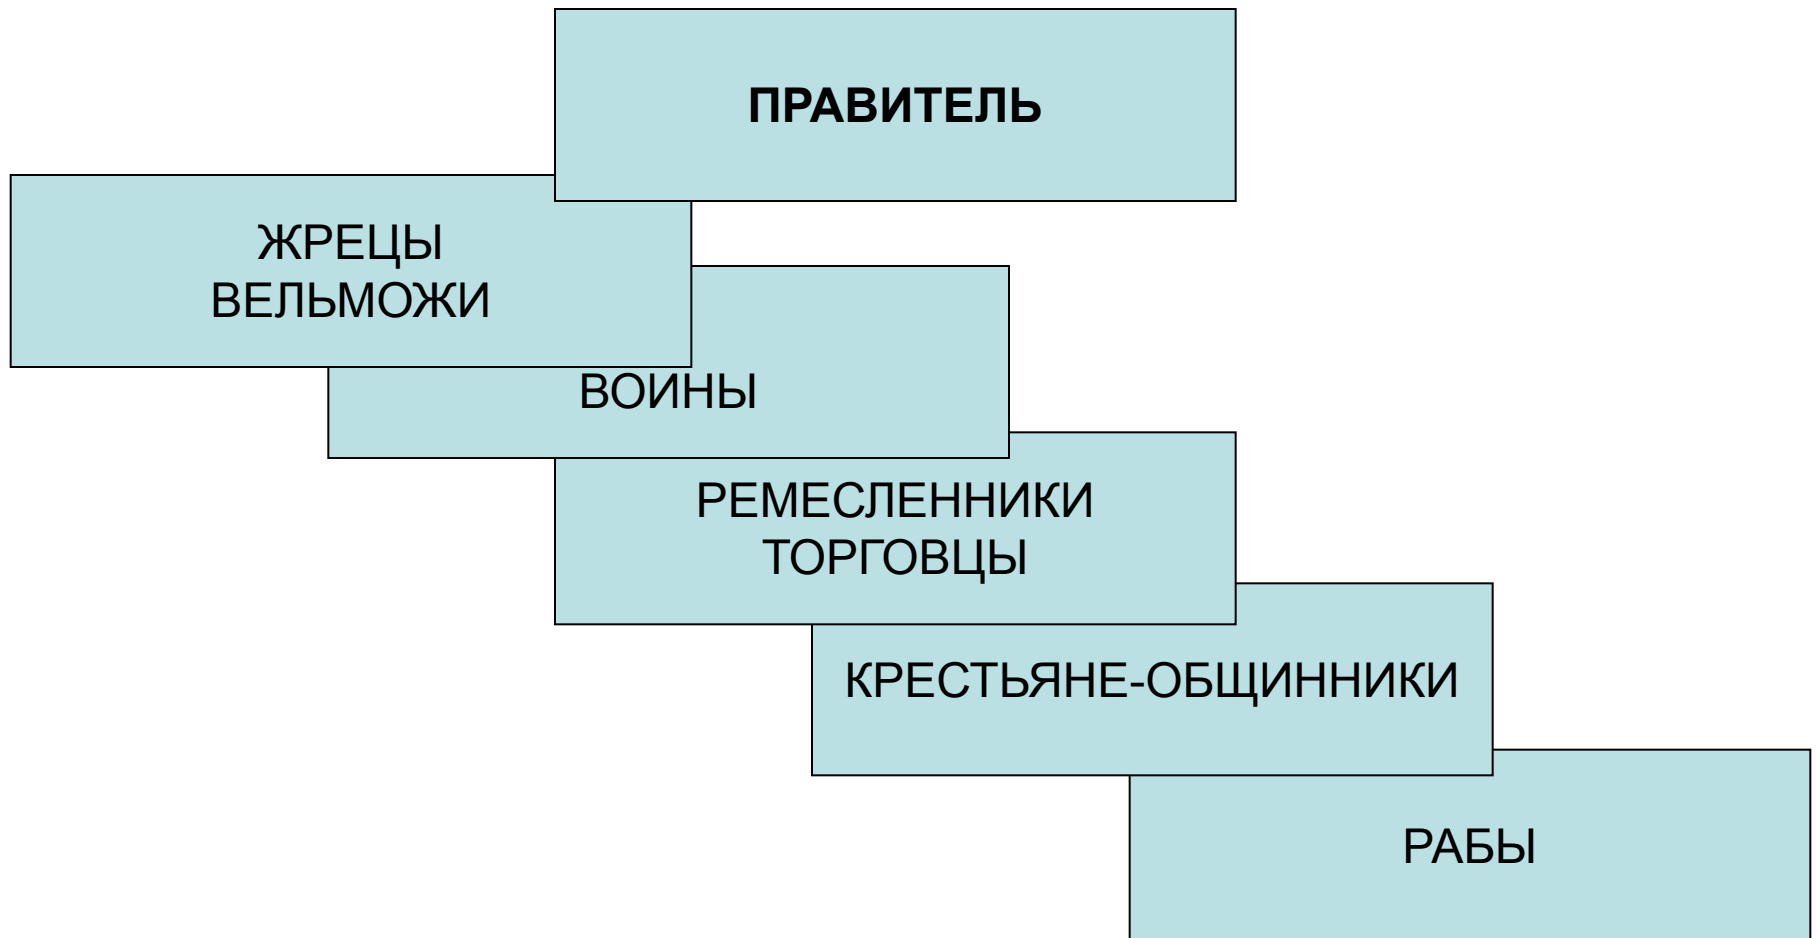 ПРАВИТЕЛЬ
ЖРЕЦЫ
ВЕЛЬМОЖИ
ВОИНЫ
РЕМЕСЛЕННИКИ
ТОРГОВЦЫ
КРЕСТЬЯНЕ-ОБЩИННИКИ
РАБЫ